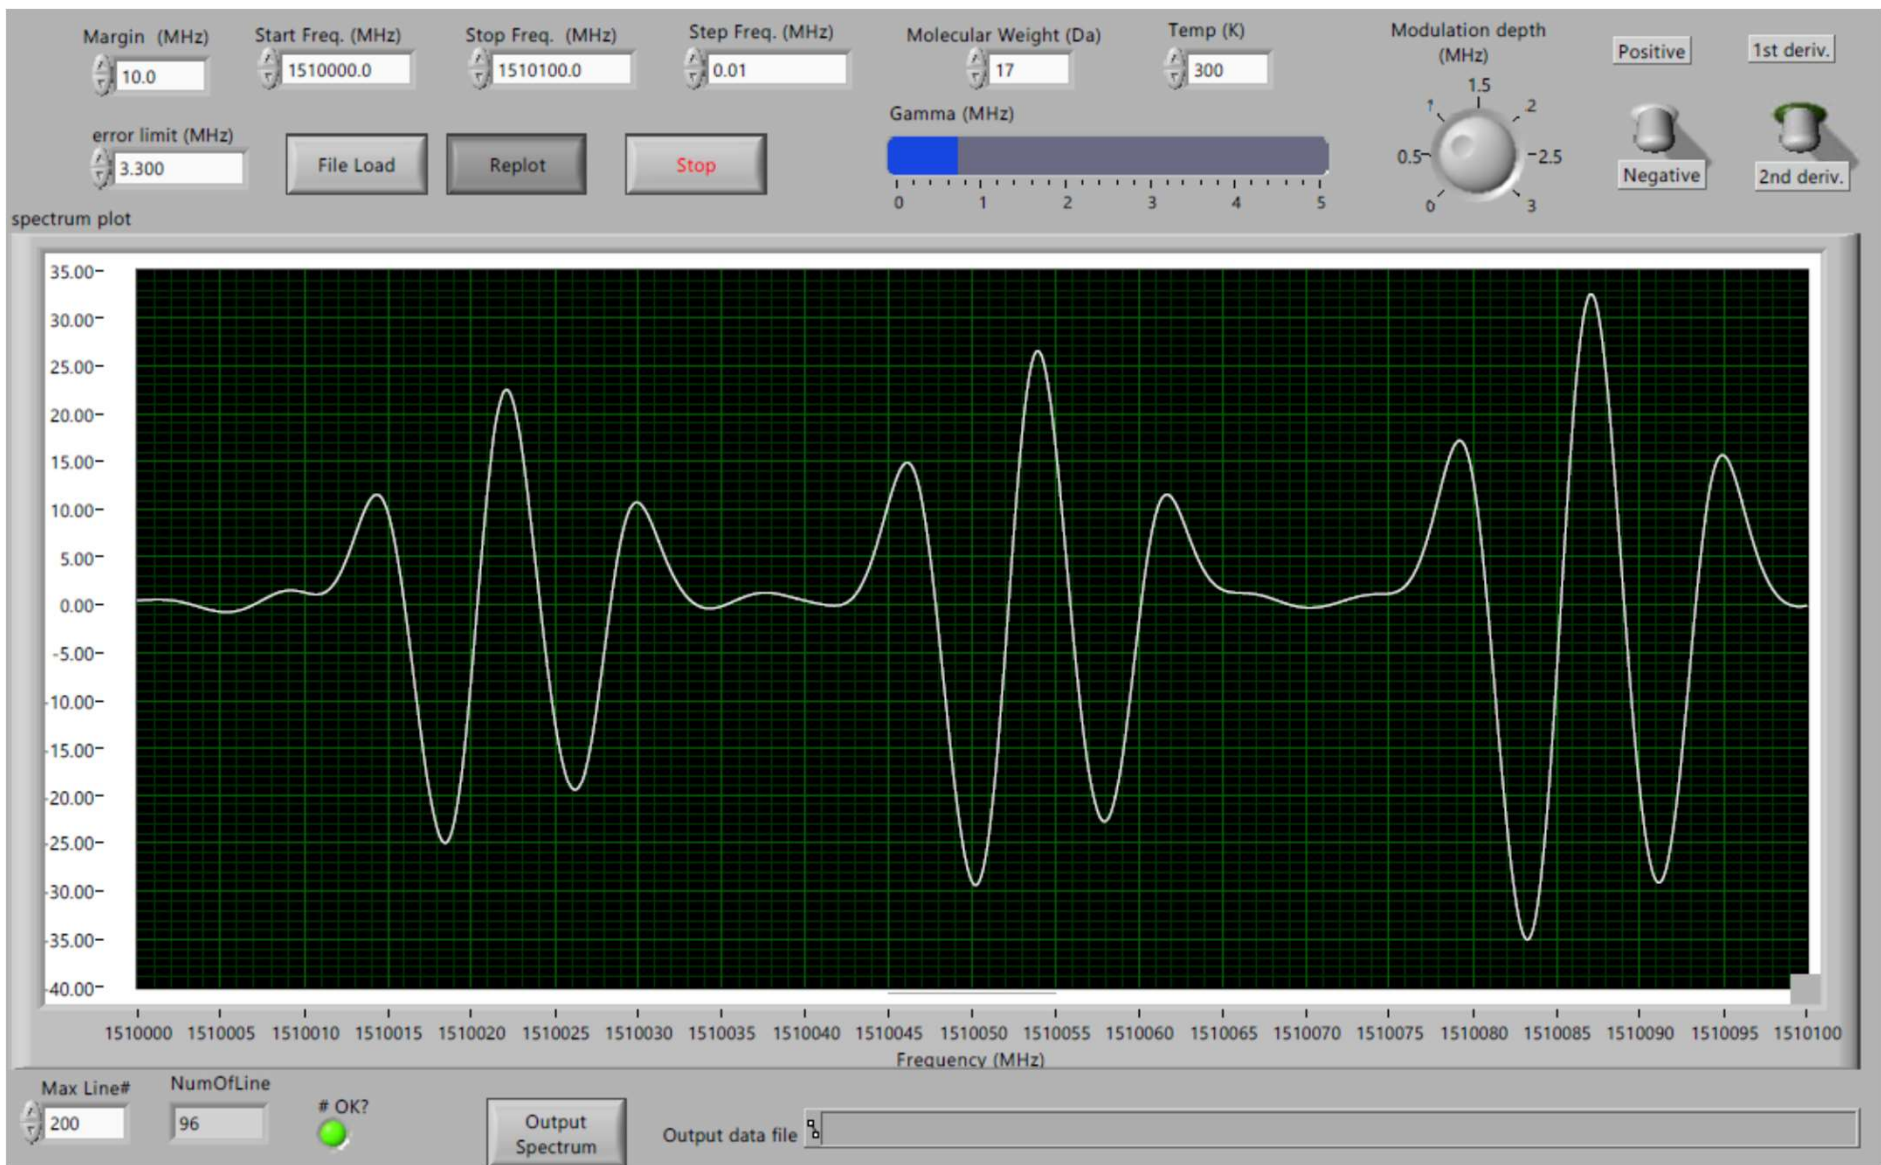 Margin (MHz) Start Freq. (MHz) Stop Freq. (MHz) Step Freq. (MHz) Molecular Weight (Da) Temp (K) Modulation depth (MHz) Positive 1st deriv.
10.0 1510000.0 1510100.0 0.01 17 300
0 0.5 1 1.5 2 2.5 3
error limit (MHz)
3.300
File Load Replot Stop
Gamma (MHz)
0 1 2 3 4 5
Negative 2nd deriv.
spectrum plot
35.00
30.00
25.00
20.00
15.00
10.00
5.00
0.00
-5.00
-10.00
-15.00
-20.00
-25.00
-30.00
-35.00
-40.00
1510000 1510005 1510010 1510015 1510020 1510025 1510030 1510035 1510040 1510045 1510050 1510055 1510060 1510065 1510070 1510075 1510080 1510085 1510090 1510095 1510100
Frequency (MHz)
Max Line# NumOfLine # OK?
200 96
Output
Spectrum
Output data file